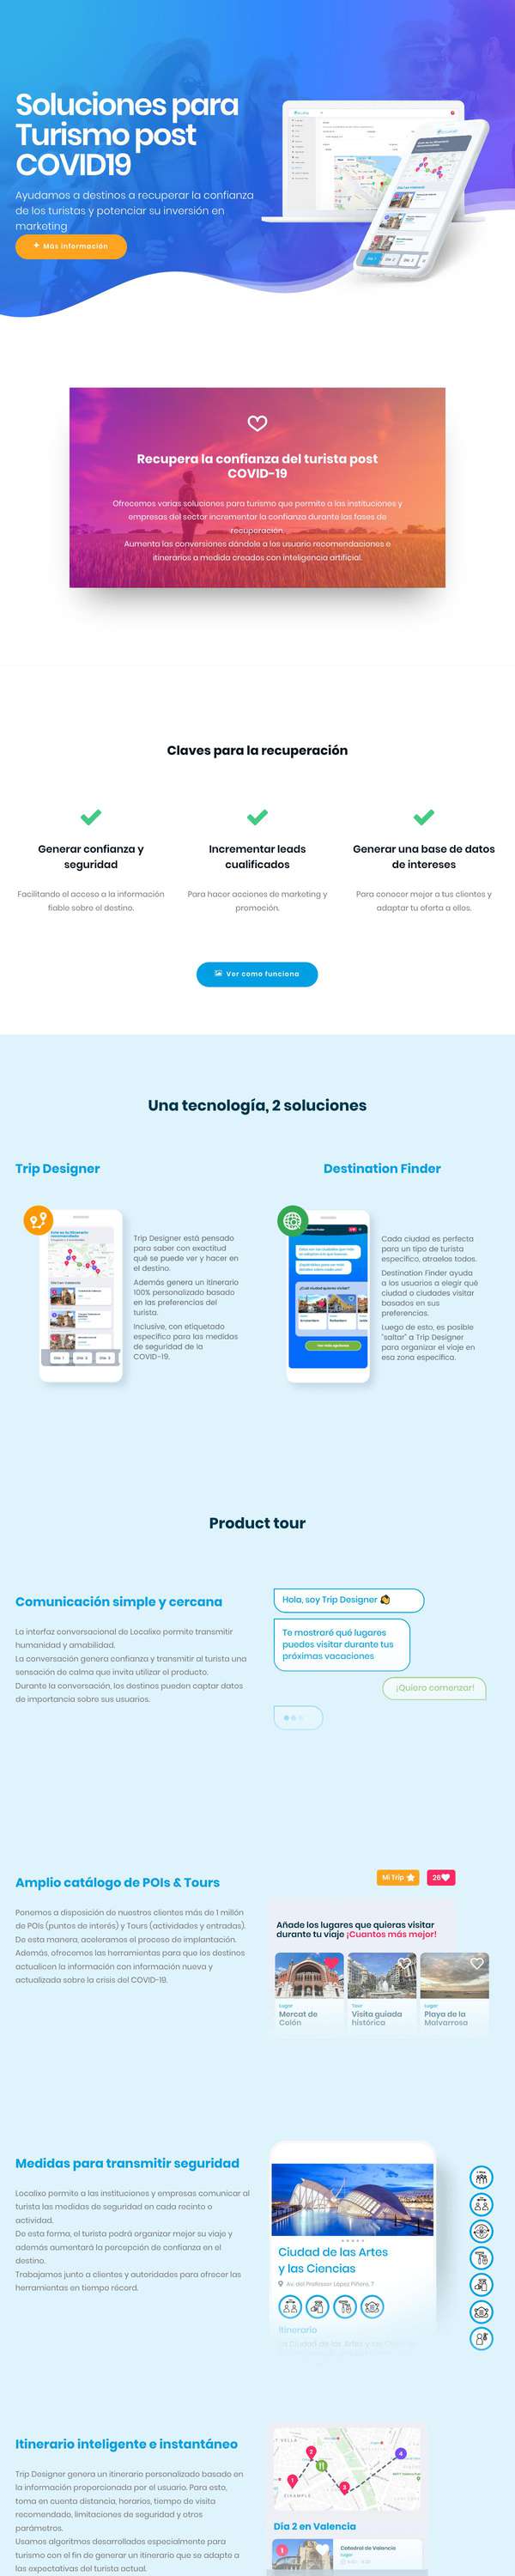 Soluciones para
Turismo post
COVID19
Ayudamos a destinos a recuperar la confianza
de los turistas y potenciar su inversión en
marketing
Más información
Recupera la confianza del turista post
COVID-19
Ofrecemos varias soluciones para turismo que permite a las instituciones y
empresas del sector incrementar la confianza durante las fases de
recuperación.
Aumenta las conversiones dándole a los usuario recomendaciones e
itinerarios a medida creados con inteligencia artificial.
Claves para la recuperación
Generar confianza y
seguridad
Facilitando el acceso a la información
fiable sobre el destino.
Incrementar leads
cualificados
Para hacer acciones de marketing y
promoción.
Generar una base de datos
de intereses
Para conocer mejor a tus clientes y
adaptar tu oferta a ellos.
Ver como funciona
Una tecnología, 2 soluciones
Trip Designer
Trip Designer está pensado
para saber con exactitud
qué se puede ver y hacer en
el destino.
Además genera un itinerario
100% personalizado basado
en las preferencias del
turista.
Inclusive, con etiquetado
específico para las medidas
de seguridad de la
COVID-19.
Destination Finder
Cada ciudad es perfecta
para un tipo de turista
específico, atraelos todos.
Destination Finder ayuda
a los usuarios a elegir qué
ciudad o ciudades visitar
basados en sus
preferencias.
Luego de esto, es posible
"saltar" a Trip Designer
para organizar el viaje en
esa zona específica.
Product tour
Comunicación simple y cercana
La interfaz conversacional de Localixo permite transmitir
humanidad y amabilidad.
La conversación genera confianza y transmitir al turista una
sensación de calma que invita utilizar el producto.
Durante la conversación, los destinos pueden captar datos
de importancia sobre sus usuarios.
Hola, soy Trip Designer
Te mostraré qué lugares
puedes visitar durante tus
próximas vacaciones
¡Quiero comenzar!
Amplio catálogo de POIs & Tours
Ponemos a disposición de nuestros clientes más de 1 millón
de POIs (puntos de interés) y Tours (actividades y entradas).
De esta manera, aceleramos el proceso de implantación.
Además, ofrecemos las herramientas para que los destinos
actualicen la información con información nueva y
actualizada sobre la crisis del COVID-19.
Mi Trip
26
Añade los lugares que quieras visitar
durante tu viaje ¡Cuantos más mejor!
Lugar
Mercat de
Colón
Tour
Visita guiada
histórica
Lugar
Playa de la
Malvarrosa
Medidas para transmitir seguridad
Localixo permite a las instituciones y empresas comunicar al
turista las medidas de seguridad en cada recinto o
actividad.
De esta forma, el turista podrá organizar mejor su viaje y
además aumentará la percepción de confianza en el
destino.
Trabajamos junto a clientes y autoridades para ofrecer las
herramientas en tiempo récord.
Ciudad de las Artes
y las Ciencias
Av. del Professor López Piñero, 7
Itinerario
Itinerario inteligente e instantáneo
Trip Designer genera un itinerario personalizado basado en
la información proporcionada por el usuario. Para esto,
toma en cuenta distancia, horarios, tiempo de visita
recomendado, limitaciones de seguridad y otros
parámetros.
Usamos algoritmos desarrollados especialmente para
turismo con el fin de generar un itinerario que se adapte a
las expectativas del turista actual.
EIXAMPLE
Día 2 en Valencia
Catedral de Valencia
Lugar